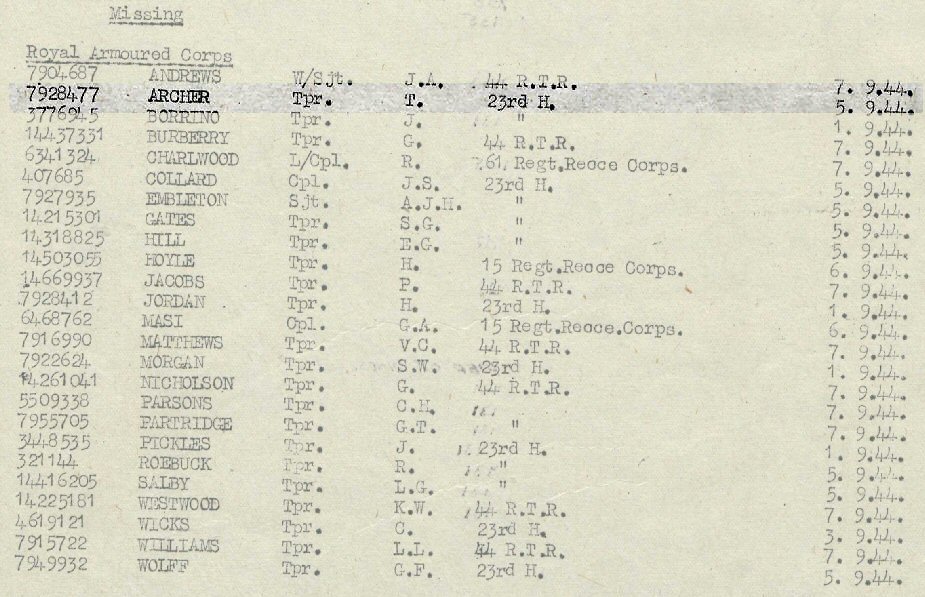 Missing
Royal Armoured Corps
7904687 ANDREWS W/Sjt. J.A. 44 R.T.R. 7. 9.44.
7928477 ARCHER Tpr. T. 23rd H. 5. 9.44.
3776945 BORRINO Tpr. J. " 1. 9.44.
14437331 BURBERRY Tpr. G. 44 R.T.R. 7. 9.44.
6341324 CHARLWOOD L/Cpl. R. 61 Regt.Recce Corps. 7. 9.44.
407685 COLLARD Cpl. J.S. 23rd H. 5. 9.44.
7927935 EMBLETON Sjt. A.J.H. " 5. 9.44.
14215301 GATES Tpr. S.G. " 5. 9.44.
14318825 HILL Tpr. E.G. " 5. 9.44.
14503055 HOYLE Tpr. H. 15 Regt.Recce Corps. 6. 9.44.
14669937 JACOBS Tpr. P. 44 R.T.R. 7. 9.44.
7928412 JORDAN Tpr. H. 23rd H. 1. 9.44.
6468762 MASI Cpl. G.A. 15 Regt.Recce.Corps. 6. 9.44.
7916990 MATTHEWS Tpr. V.C. 44 R.T.R. 7. 9.44.
7922624 MORGAN Tpr. S.W. 23rd H. 1. 9.44.
14261041 NICHOLSON Tpr. G. 44 R.T.R. 7. 9.44.
5509338 PARSONS Tpr. C.H. 7. 9.44.
7955705 PARTRIDGE Tpr. G.T. " 7. 9.44.
3448535 PICKLES Tpr. J. 23rd H. 1. 9.44.
321144 ROEBUCK Tpr. R. " 5. 9.44.
14416205 SALBY Tpr. L.G. " 5. 9.44.
14225181 WESTWOOD Tpr. K.W. 44 R.T.R. 7. 9.44.
4619121 WICKS Tpr. C. 23rd H. 3. 9.44.
7915722 WILLIAMS Tpr. L.L. 44 R.T.R. 7. 9.44.
7949932 WOLFF Tpr. G.F. 23rd H. 5. 9.44.